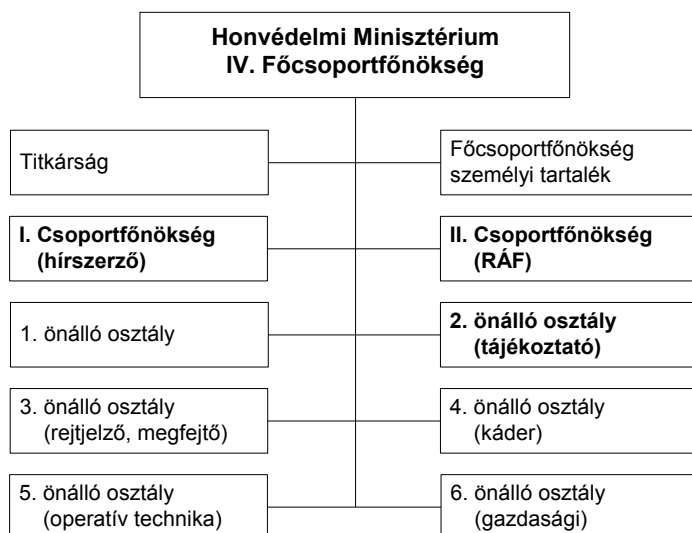 Honvédelmi Minisztérium
IV. Főcsoportfőnökség
Titkárság
Főcsoportfőnökség
személyi tartalék
I. Csoportfőnökség
(hírszerző)
II. Csoportfőnökség
(RÁF)
1. önálló osztály
2. önálló osztály
(tájékoztató)
3. önálló osztály
(rejtjelző, megfejtő)
4. önálló osztály
(káder)
5. önálló osztály
(operatív technika)
6. önálló osztály
(gazdasági)